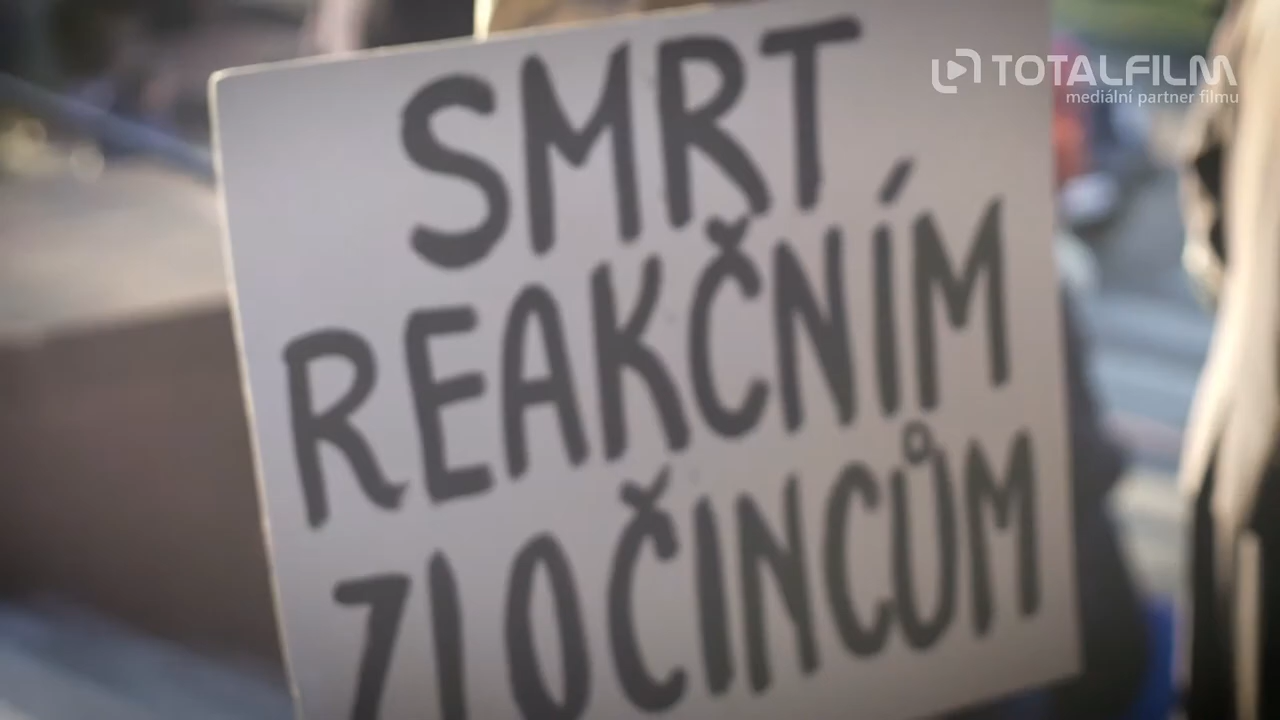 TOTALFILM
mediální partner filmu
SMRT
REAKČNÍM
ZLOČINCŮM